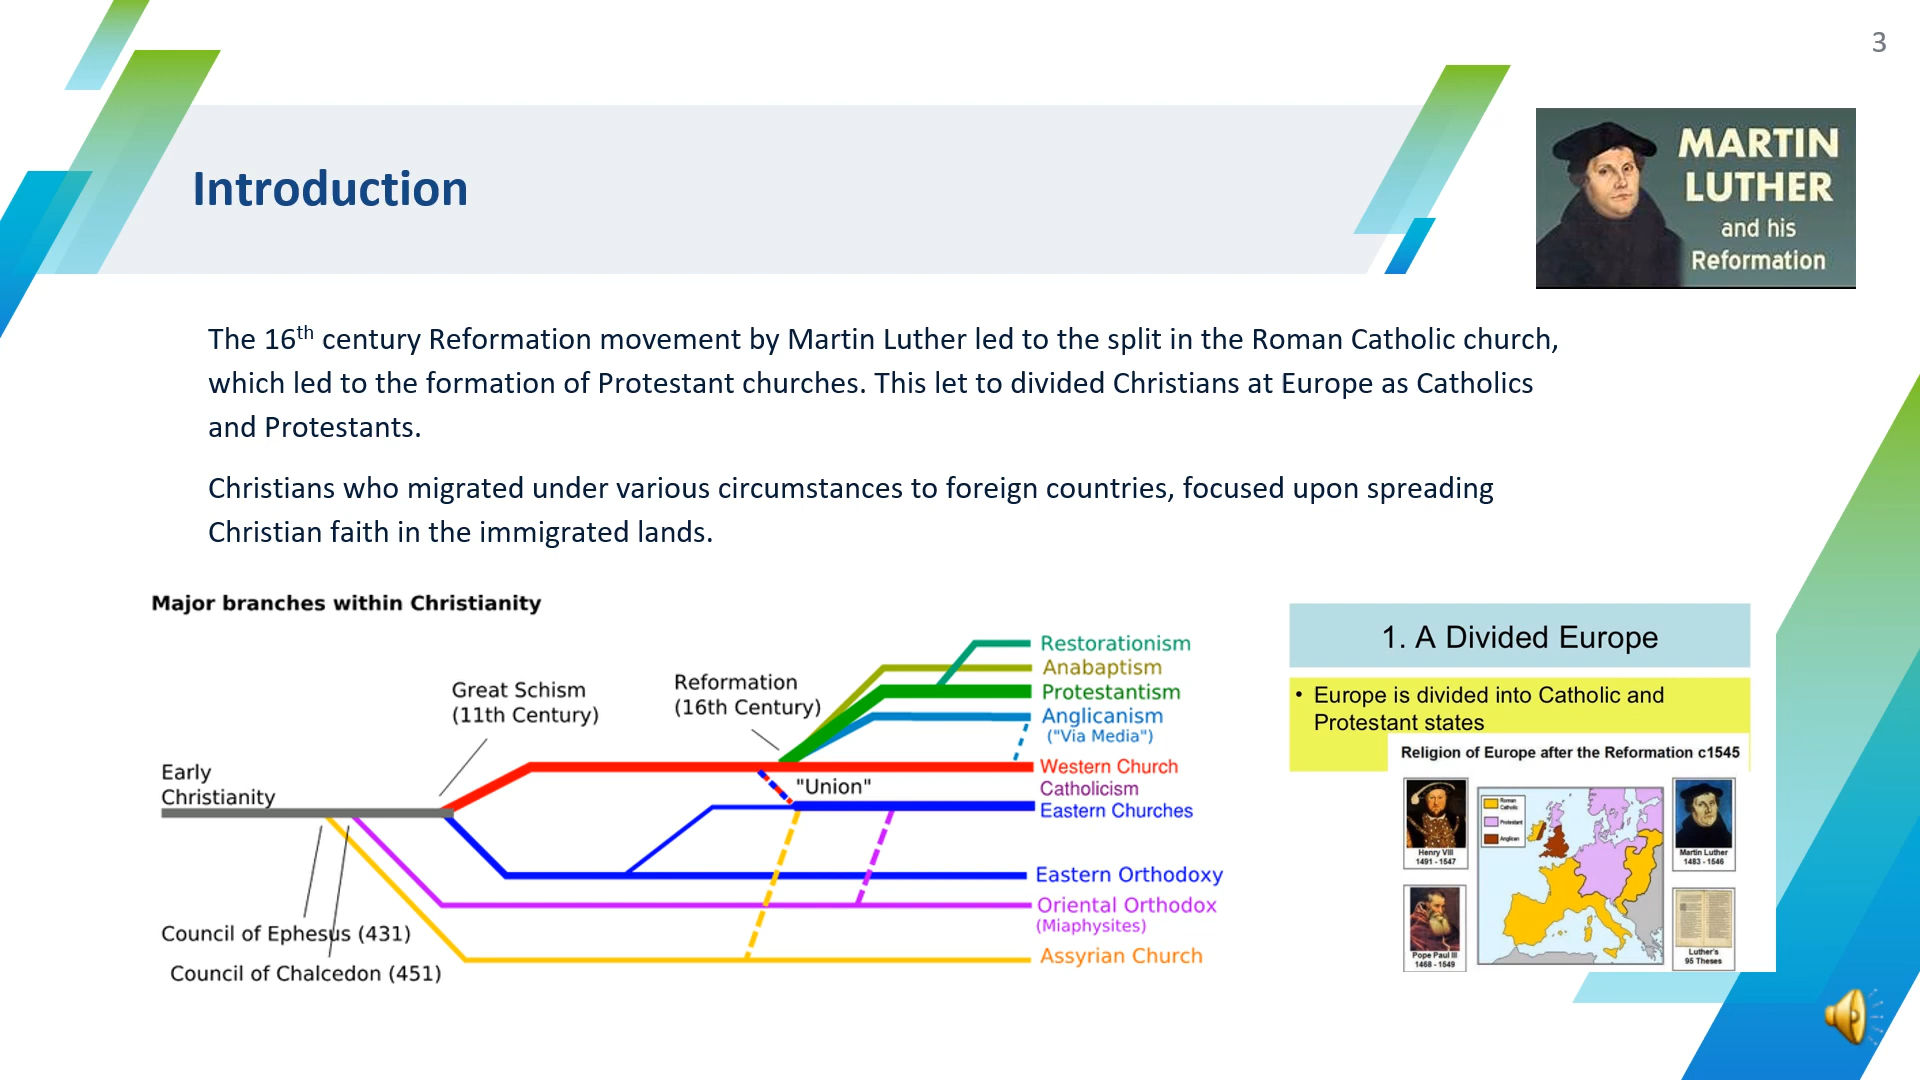 3
Introduction
MARTIN
LUTHER
and his
Reformation
The 16th century Reformation movement by Martin Luther led to the split in the Roman Catholic church,
which led to the formation of Protestant churches. This let to divided Christians at Europe as Catholics
and Protestants.
Christians who migrated under various circumstances to foreign countries, focused upon spreading
Christian faith in the immigrated lands.
Major branches within Christianity
Early
Christianity
Great Schism
(11th Century)
Reformation
(16th Century)
"Union"
Restorationism
Anabaptism
Protestantism
Anglicanism
("Via Media")
Western Church
Catholicism
Eastern Churches
Eastern Orthodoxy
Oriental Orthodox
(Miaphysites)
Assyrian Church
Council of Ephesus (431)
Council of Chalcedon (451)
1. A Divided Europe
• Europe is divided into Catholic and
Protestant states
Religion of Europe after the Reformation c1545
Roman
Catholic
Protestant
Anglican
Henry VIII
1491 - 1547
Martin Luther
1483 - 1546
Pope Paul III
1468 - 1549
Luther's
95 Theses